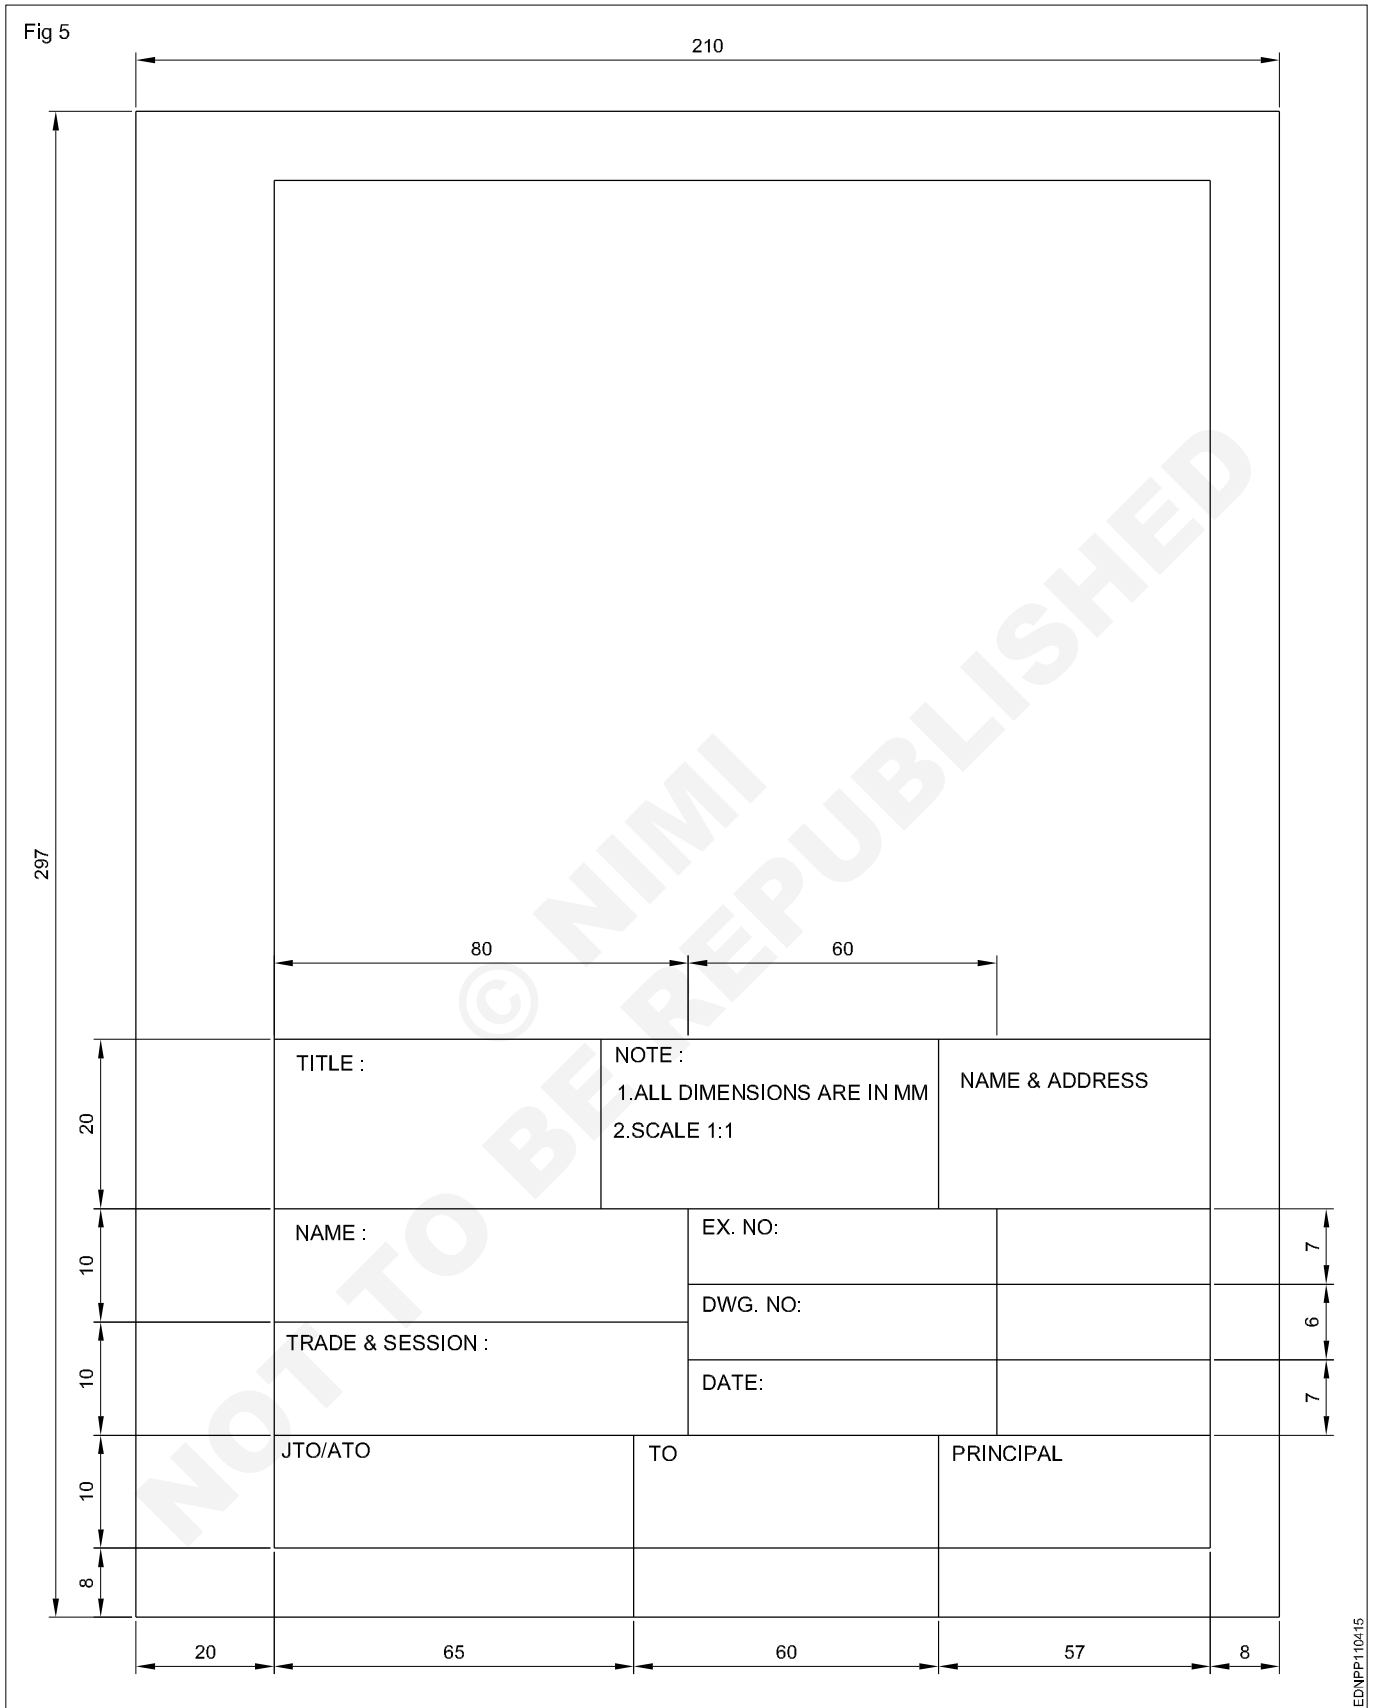 Fig 5
210
297
80
60
TITLE :
NOTE :
1.ALL DIMENSIONS ARE IN MM
2.SCALE 1:1
NAME & ADDRESS
20
NAME :
EX. NO:
7
10
DWG. NO:
6
TRADE & SESSION :
10
DATE:
7
JTO/ATO
TO
PRINCIPAL
10
8
20
65
60
57
8
EDNPP110415
© NIMI
NOT TO BE REPUBLISHED